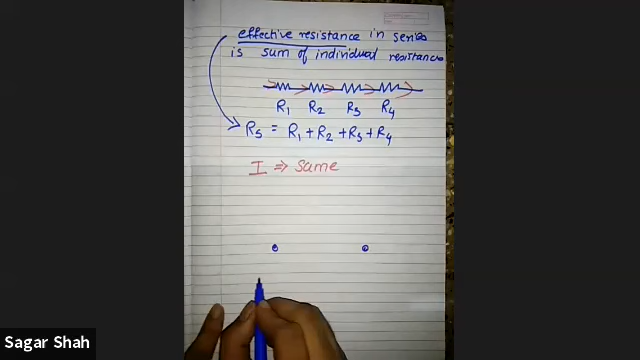 effective resistance in series
is sum of individual resistances
R1 R2 R3 R4
Rs = R1 + R2 + R3 + R4
I ⇒ same
Sagar Shah